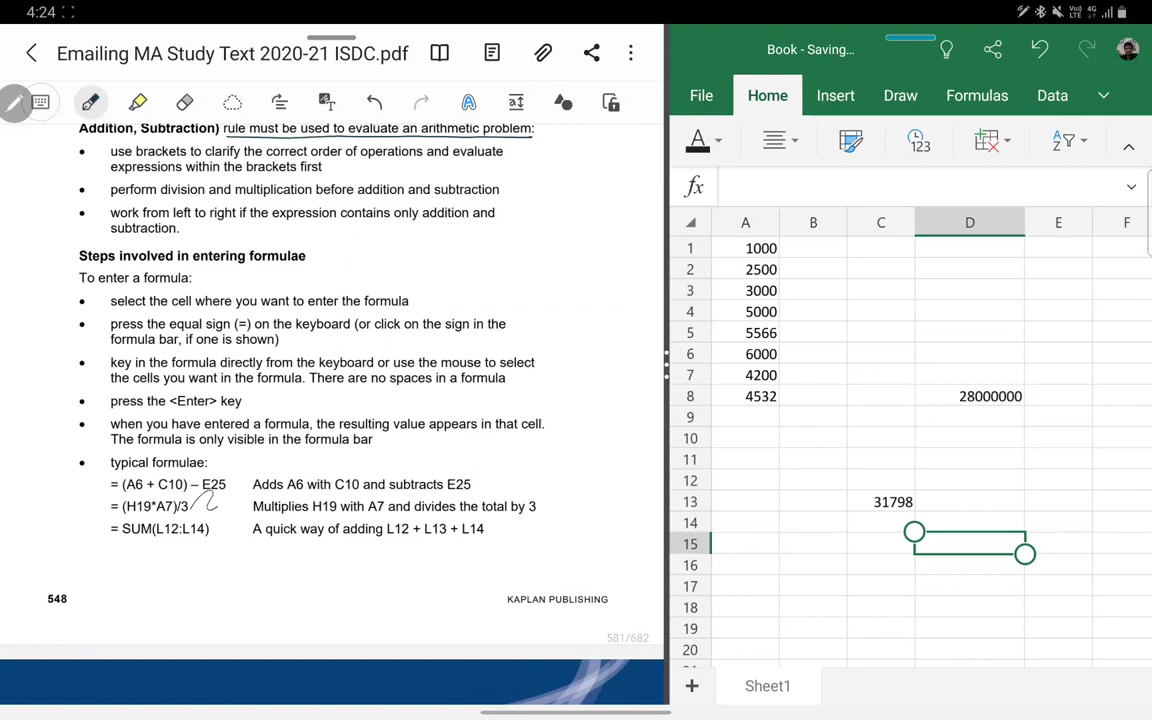 4:24
Vo)) LTE 4G
Emailing MA Study Text 2020-21 ISDC.pdf
Addition, Subtraction) rule must be used to evaluate an arithmetic problem:
• use brackets to clarify the correct order of operations and evaluate
expressions within the brackets first
• perform division and multiplication before addition and subtraction
• work from left to right if the expression contains only addition and
subtraction.
Steps involved in entering formulae
To enter a formula:
• select the cell where you want to enter the formula
• press the equal sign (=) on the keyboard (or click on the sign in the
formula bar, if one is shown)
• key in the formula directly from the keyboard or use the mouse to select
the cells you want in the formula. There are no spaces in a formula
• press the <Enter> key
• when you have entered a formula, the resulting value appears in that cell.
The formula is only visible in the formula bar
• typical formulae:
= (A6 + C10) – E25 Adds A6 with C10 and subtracts E25
= (H19*A7)/3 Multiplies H19 with A7 and divides the total by 3
= SUM(L12:L14) A quick way of adding L12 + L13 + L14
548 KAPLAN PUBLISHING
581/682
Book - Saving...
File Home Insert Draw Formulas Data
A 123 A Z
fx
A B C D E F
1 1000
2 2500
3 3000
4 5000
5 5566
6 6000
7 4200
8 4532 28000000
9
10
11
12
13 31798
14
15
16
17
18
19
20
Sheet1